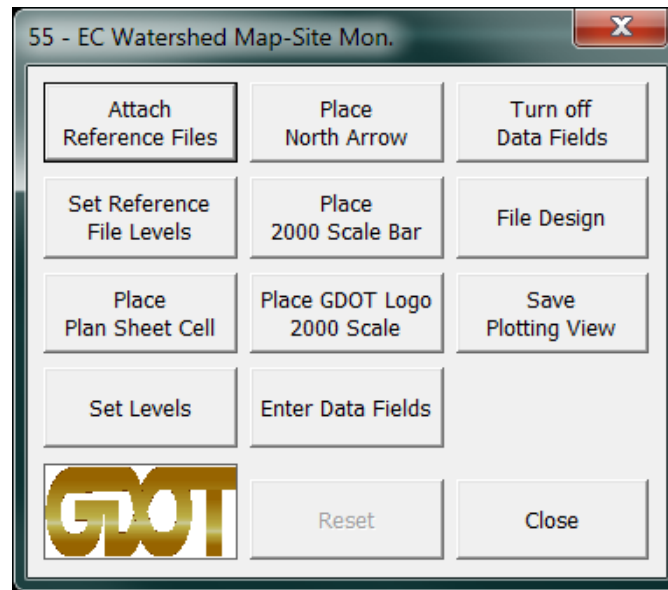 55 - EC Watershed Map-Site Mon.
X
Attach
Reference Files
Place
North Arrow
Turn off
Data Fields
Set Reference
File Levels
Place
2000 Scale Bar
File Design
Place
Plan Sheet Cell
Place GDOT Logo
2000 Scale
Save
Plotting View
Set Levels
Enter Data Fields
GDOT
Reset
Close